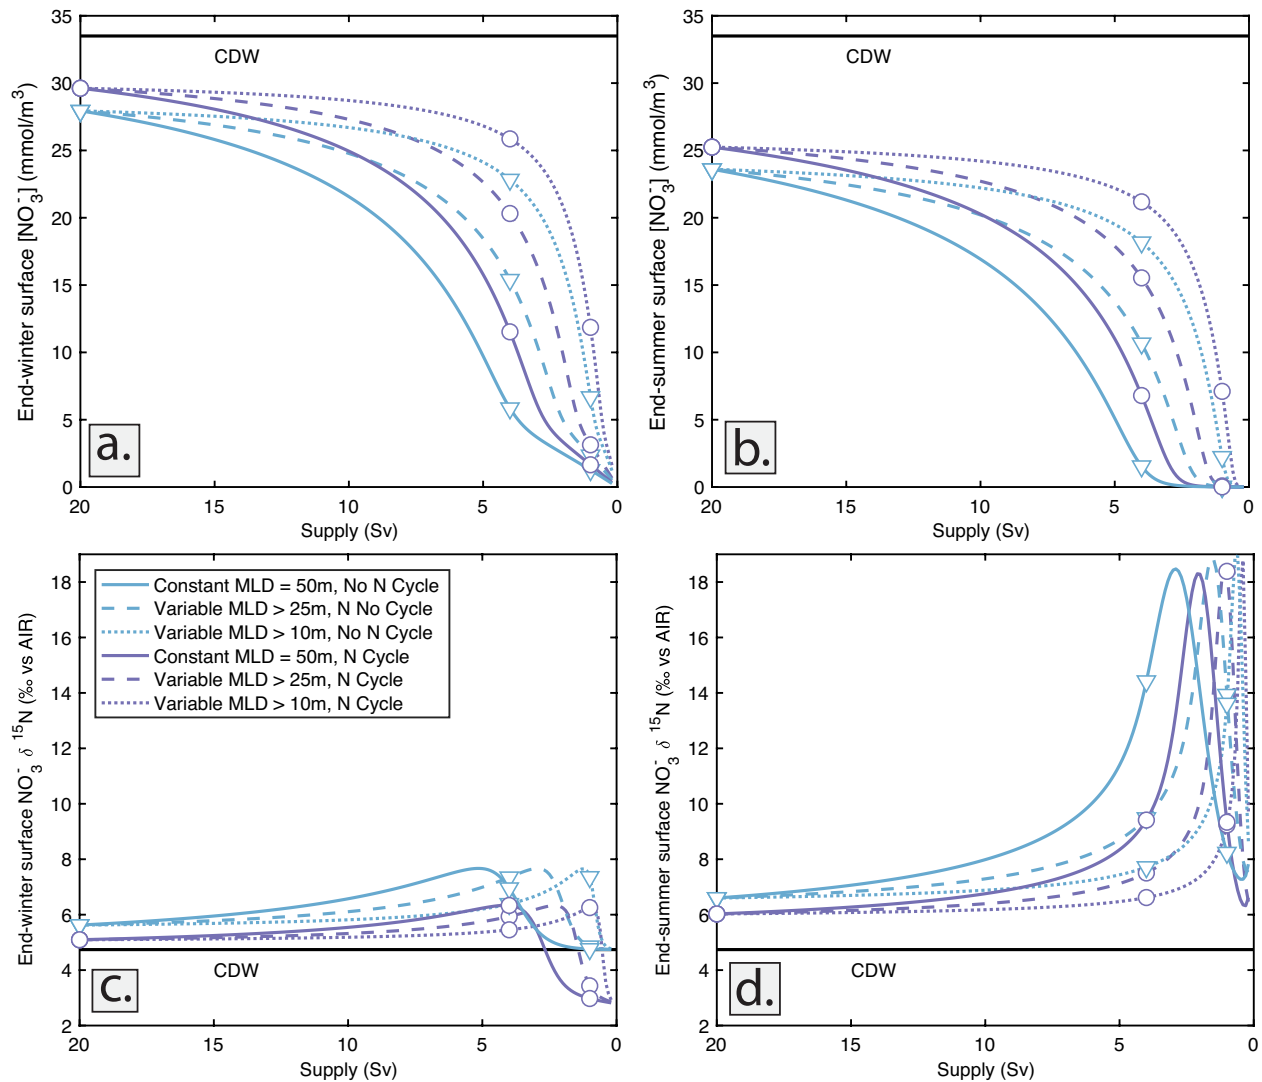 End-winter surface [NO₃⁻] (mmol/m³)
35
30
25
20
15
10
5
0
CDW
a.
20
15
10
5
0
Supply (Sv)
End-summer surface [NO₃⁻] (mmol/m³)
35
30
25
20
15
10
5
0
CDW
b.
20
15
10
5
0
Supply (Sv)
End-winter surface NO₃⁻ δ ¹⁵N (‰ vs AIR)
18
16
14
12
10
8
6
4
2
Constant MLD = 50m, No N Cycle
Variable MLD > 25m, N No Cycle
Variable MLD > 10m, No N Cycle
Constant MLD = 50m, N Cycle
Variable MLD > 25m, N Cycle
Variable MLD > 10m, N Cycle
CDW
c.
20
15
10
5
0
Supply (Sv)
End-summer surface NO₃⁻ δ ¹⁵N (‰ vs AIR)
18
16
14
12
10
8
6
4
2
CDW
d.
20
15
10
5
0
Supply (Sv)